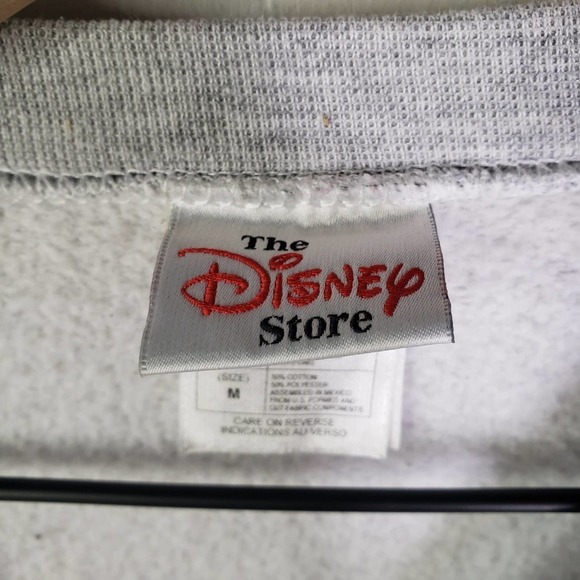 The
Disney
Store
(SIZE)
M
50% COTTON
50% POLYESTER
ASSEMBLED IN MEXICO
FROM U.S. FORMED AND
CUT FABRIC COMPONENTS
CARE ON REVERSE
INDICATIONS AU VERSO